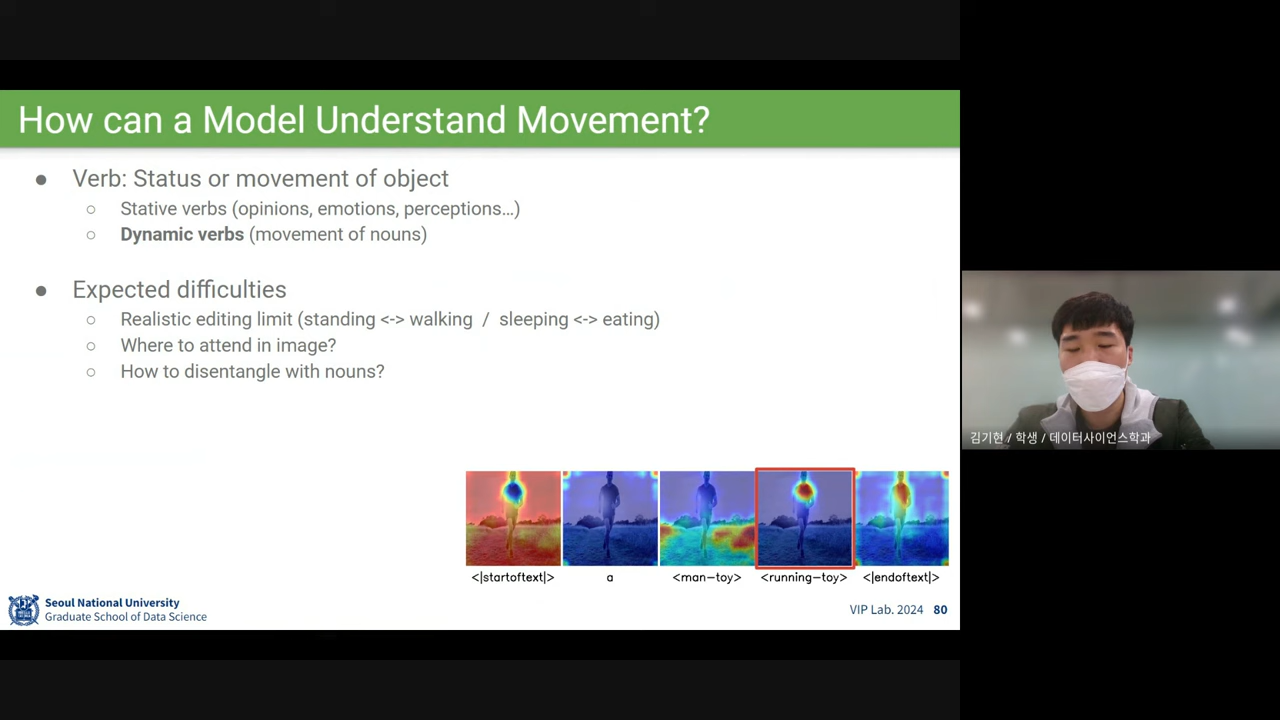 How can a Model Understand Movement?
● Verb: Status or movement of object
○ Stative verbs (opinions, emotions, perceptions…)
○ Dynamic verbs (movement of nouns)
● Expected difficulties
○ Realistic editing limit (standing <-> walking / sleeping <-> eating)
○ Where to attend in image?
○ How to disentangle with nouns?
<|startoftext|> a <man-toy> <running-toy> <|endoftext|>
Seoul National University
Graduate School of Data Science
VIP Lab. 2024 80
김기현 / 학생 / 데이터사이언스학과